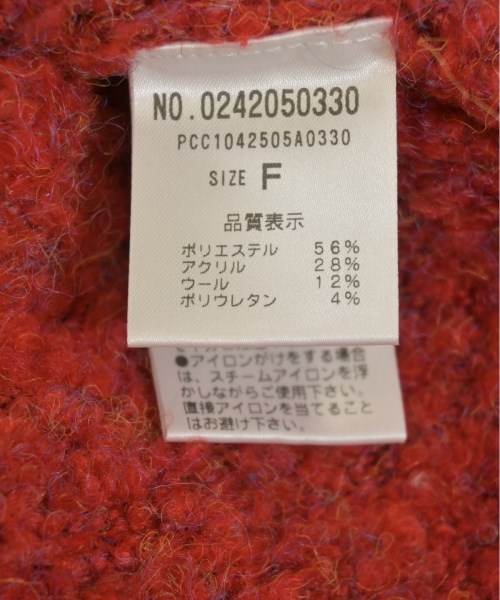 NO.0242050330
PCC1042505A0330
SIZE F
品質表示
ポリエステル 56%
アクリル 28%
ウール 12%
ポリウレタン 4%
●アイロンがけをする場合
は、スチームアイロンを浮
かしながらご使用下さい。
直接アイロンを当てること
はお避け下さい。